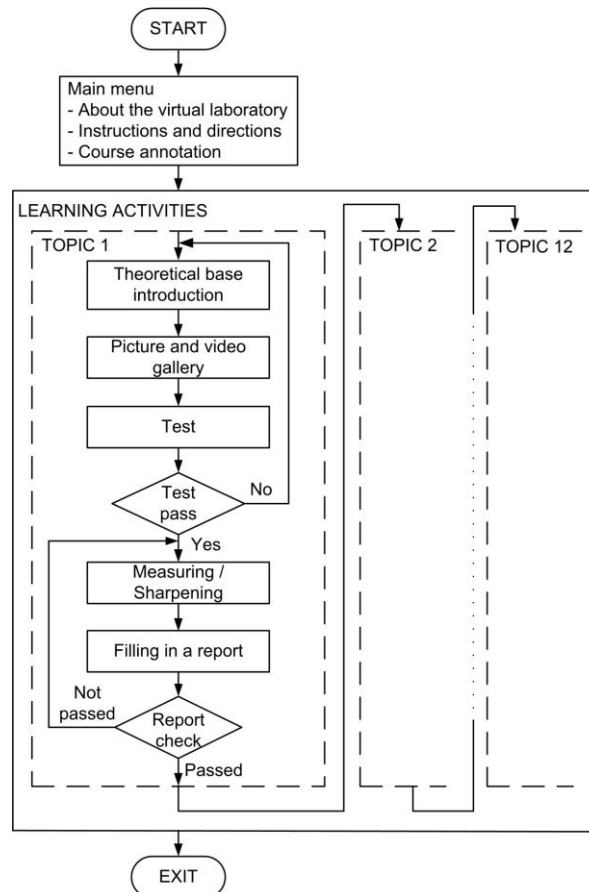 START
Main menu
- About the virtual laboratory
- Instructions and directions
- Course annotation
LEARNING ACTIVITIES
TOPIC 1
Theoretical base
introduction
Picture and video
gallery
Test
Test
pass
No
Yes
Measuring /
Sharpening
Filling in a report
Not
passed
Report
check
Passed
TOPIC 2
TOPIC 12
EXIT